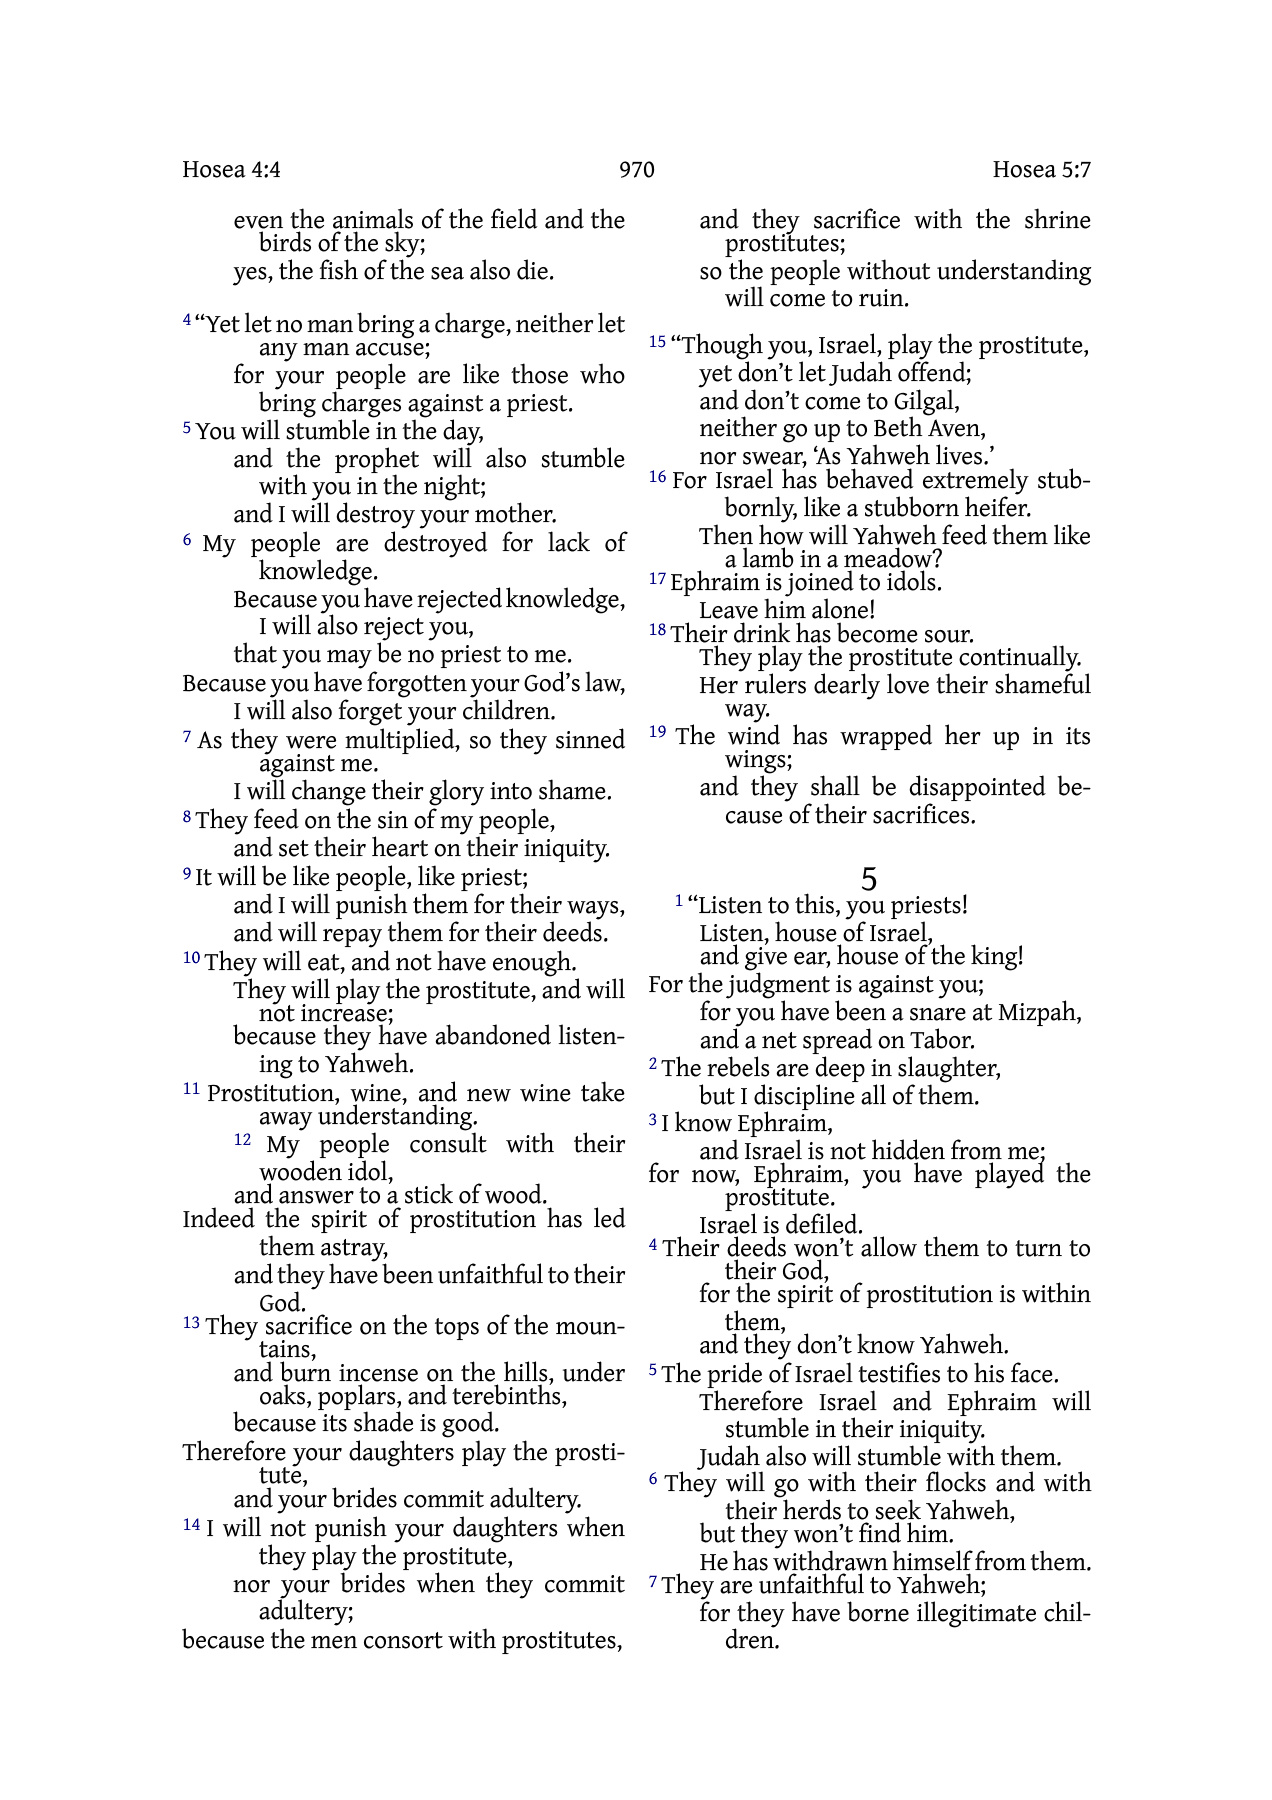 Hosea 4:4 970 Hosea 5:7
even the animals of the field and the
birds of the sky;
yes, the fish of the sea also die.
4 “Yet let no man bring a charge, neither let
any man accuse;
for your people are like those who
bring charges against a priest.
5 You will stumble in the day,
and the prophet will also stumble
with you in the night;
and I will destroy your mother.
6 My people are destroyed for lack of
knowledge.
Because you have rejected knowledge,
I will also reject you,
that you may be no priest to me.
Because you have forgotten your God’s law,
I will also forget your children.
7 As they were multiplied, so they sinned
against me.
I will change their glory into shame.
8 They feed on the sin of my people,
and set their heart on their iniquity.
9 It will be like people, like priest;
and I will punish them for their ways,
and will repay them for their deeds.
10 They will eat, and not have enough.
They will play the prostitute, and will
not increase;
because they have abandoned listen-
ing to Yahweh.
11 Prostitution, wine, and new wine take
away understanding.
12 My people consult with their
wooden idol,
and answer to a stick of wood.
Indeed the spirit of prostitution has led
them astray,
and they have been unfaithful to their
God.
13 They sacrifice on the tops of the moun-
tains,
and burn incense on the hills, under
oaks, poplars, and terebinths,
because its shade is good.
Therefore your daughters play the prosti-
tute,
and your brides commit adultery.
14 I will not punish your daughters when
they play the prostitute,
nor your brides when they commit
adultery;
because the men consort with prostitutes,
and they sacrifice with the shrine
prostitutes;
so the people without understanding
will come to ruin.
15 “Though you, Israel, play the prostitute,
yet don’t let Judah offend;
and don’t come to Gilgal,
neither go up to Beth Aven,
nor swear, ‘As Yahweh lives.’
16 For Israel has behaved extremely stub-
bornly, like a stubborn heifer.
Then how will Yahweh feed them like
a lamb in a meadow?
17 Ephraim is joined to idols.
Leave him alone!
18 Their drink has become sour.
They play the prostitute continually.
Her rulers dearly love their shameful
way.
19 The wind has wrapped her up in its
wings;
and they shall be disappointed be-
cause of their sacrifices.
5
1 “Listen to this, you priests!
Listen, house of Israel,
and give ear, house of the king!
For the judgment is against you;
for you have been a snare at Mizpah,
and a net spread on Tabor.
2 The rebels are deep in slaughter,
but I discipline all of them.
3 I know Ephraim,
and Israel is not hidden from me;
for now, Ephraim, you have played the
prostitute.
Israel is defiled.
4 Their deeds won’t allow them to turn to
their God,
for the spirit of prostitution is within
them,
and they don’t know Yahweh.
5 The pride of Israel testifies to his face.
Therefore Israel and Ephraim will
stumble in their iniquity.
Judah also will stumble with them.
6 They will go with their flocks and with
their herds to seek Yahweh,
but they won’t find him.
He has withdrawn himself from them.
7 They are unfaithful to Yahweh;
for they have borne illegitimate chil-
dren.